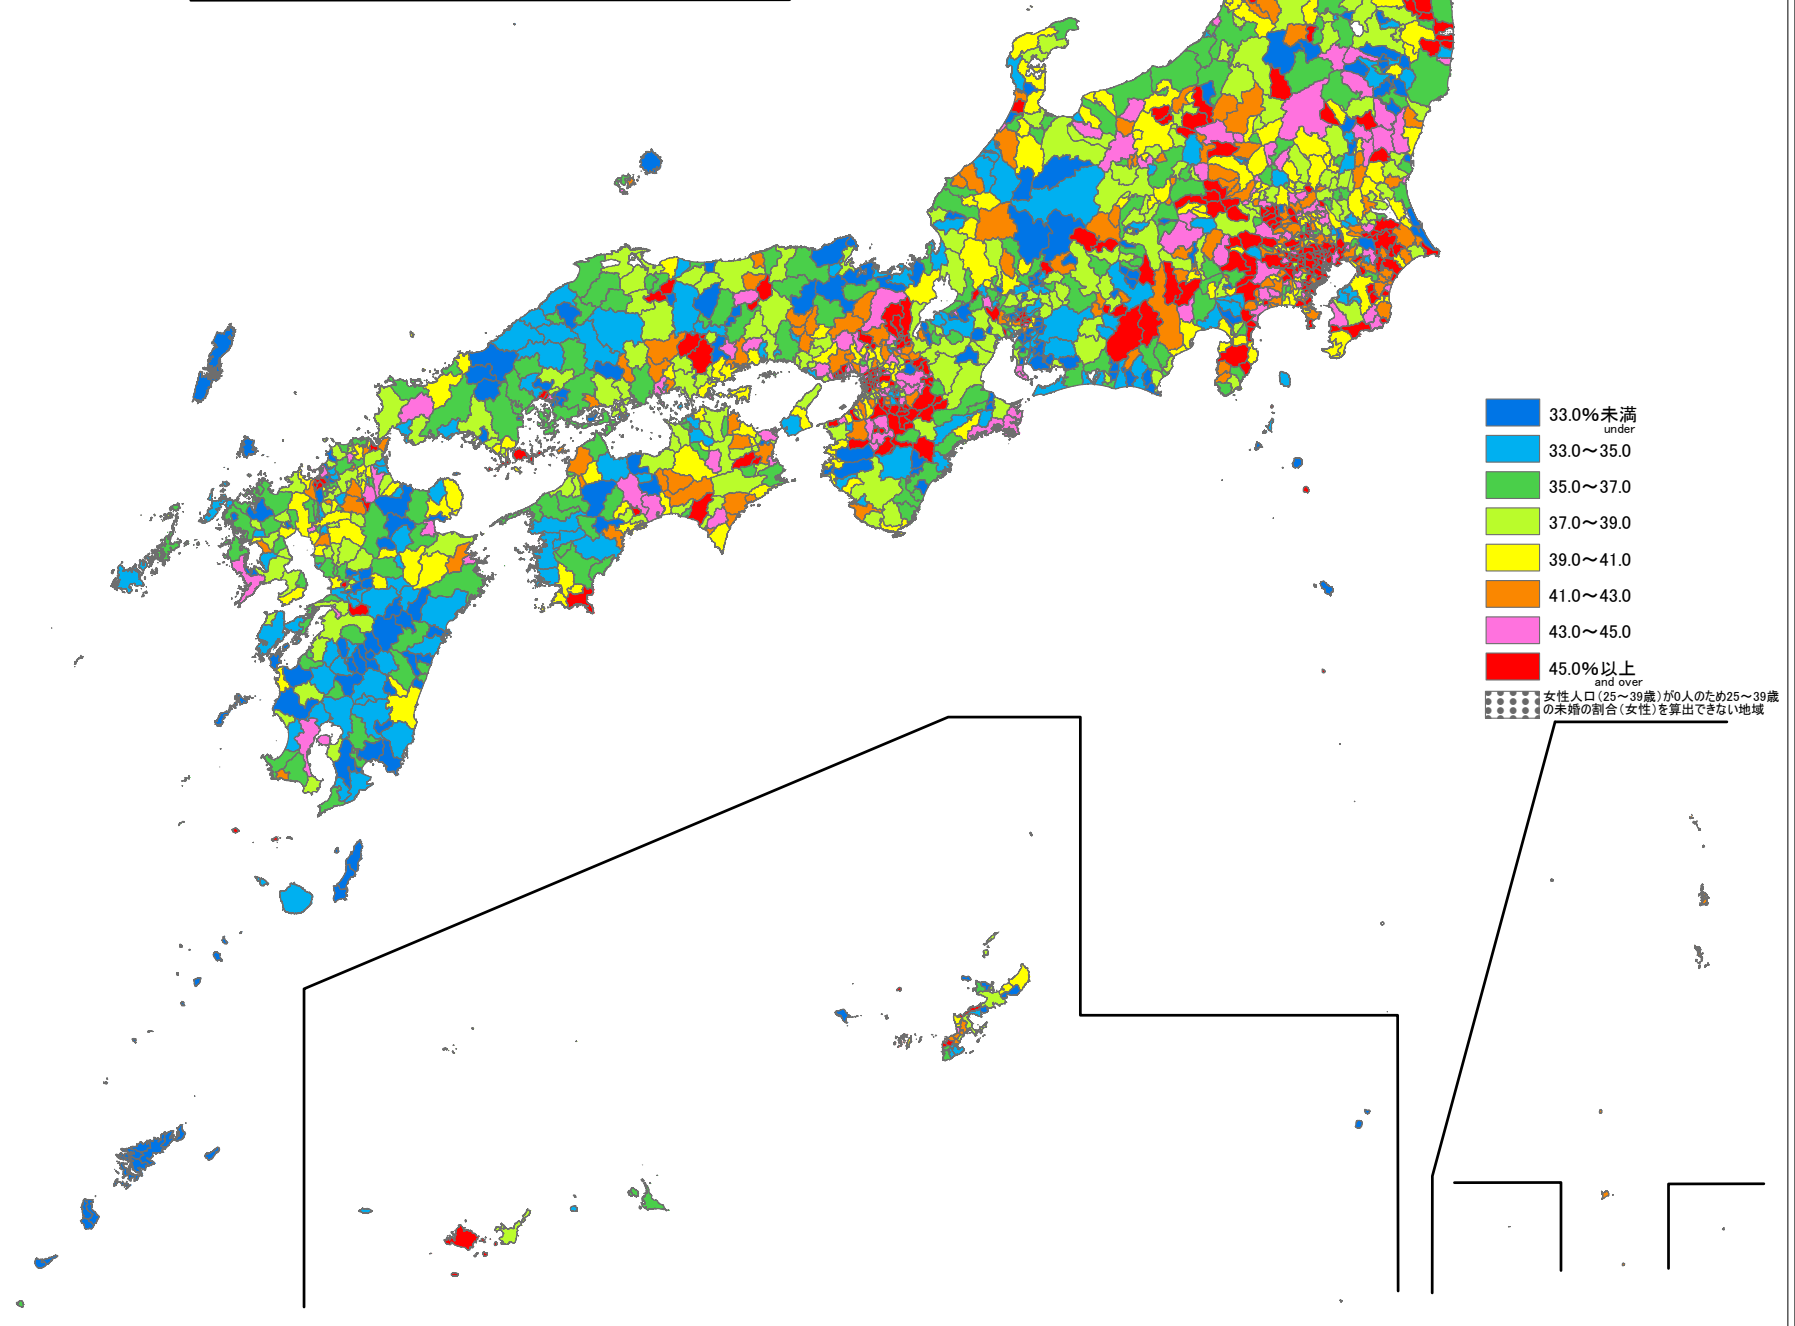 33.0%未満
under
33.0～35.0
35.0～37.0
37.0～39.0
39.0～41.0
41.0～43.0
43.0～45.0
45.0%以上
and over
女性人口(25～39歳)が0人のため25～39歳
の未婚の割合(女性)を算出できない地域